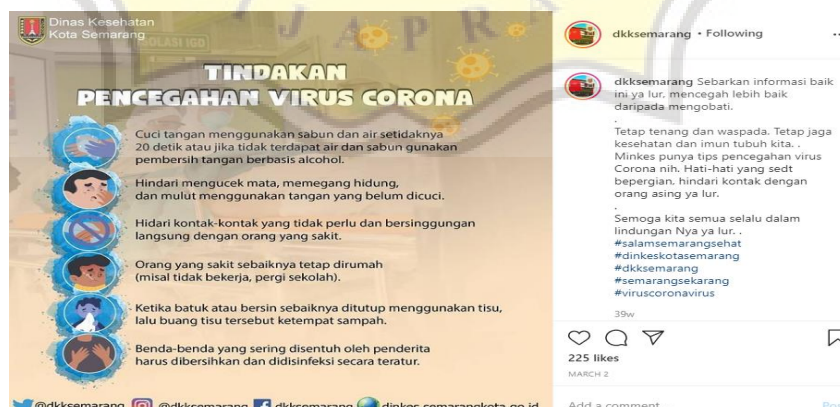 JAPRA
Dinas Kesehatan
Kota Semarang
ISOLASI IGD
TINDAKAN
PENCEGAHAN VIRUS CORONA
Cuci tangan menggunakan sabun dan air setidaknya
20 detik atau jika tidak terdapat air dan sabun gunakan
pembersih tangan berbasis alcohol.
Hindari mengucek mata, memegang hidung,
dan mulut menggunakan tangan yang belum dicuci.
Hidari kontak-kontak yang tidak perlu dan bersinggungan
langsung dengan orang yang sakit.
Orang yang sakit sebaiknya tetap dirumah
(misal tidak bekerja, pergi sekolah).
Ketika batuk atau bersin sebaiknya ditutup menggunakan tisu,
lalu buang tisu tersebut ketempat sampah.
Benda-benda yang sering disentuh oleh penderita
harus dibersihkan dan didisinfeksi secara teratur.
@dkksemarang @dkksemarang dkksemarang dinkes.semarangkota.go.id
dkksemarang • Following
dkksemarang Sebarkan informasi baik
ini ya lur, mencegah lebih baik
daripada mengobati.
.
Tetap tenang dan waspada. Tetap jaga
kesehatan dan imun tubuh kita. .
Minkes punya tips pencegahan virus
Corona nih. Hati-hati yang sedt
bepergian, hindari kontak dengan
orang asing ya lur.
.
Semoga kita semua selalu dalam
lindungan Nya ya lur. .
#salamsemarangsehat
#dinkeskotasemarang
#dkksemarang
#semarangsekarang
#viruscoronavirus
39w
225 likes
MARCH 2
Add a comment...